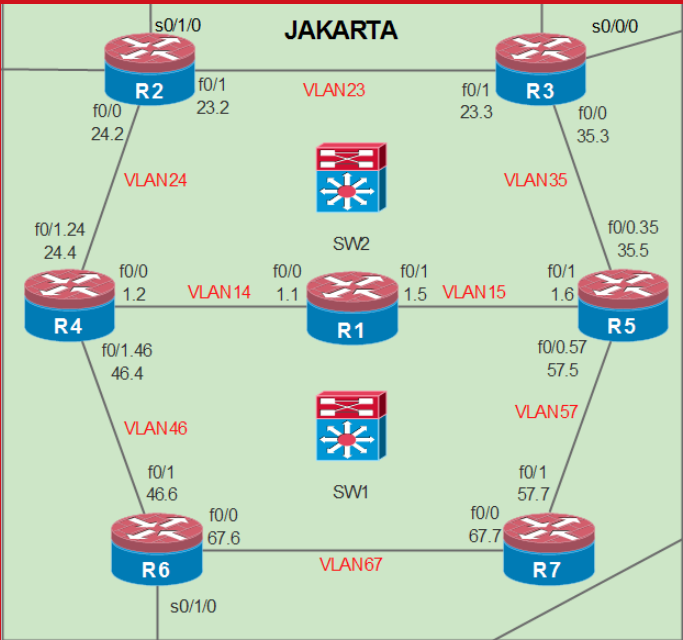 s0/1/0
JAKARTA
s0/0/0
R2
R3
f0/1
23.2
VLAN23
f0/1
23.3
f0/0
24.2
f0/0
35.3
VLAN24
VLAN35
SW2
f0/1.24
24.4
f0/0.35
35.5
f0/0
1.2
VLAN14
f0/0
1.1
f0/1
1.5
VLAN15
f0/1
1.6
R4
R1
R5
f0/1.46
46.4
f0/0.57
57.5
VLAN46
VLAN57
SW1
f0/1
46.6
f0/1
57.7
f0/0
67.6
f0/0
67.7
R6
VLAN67
R7
s0/1/0